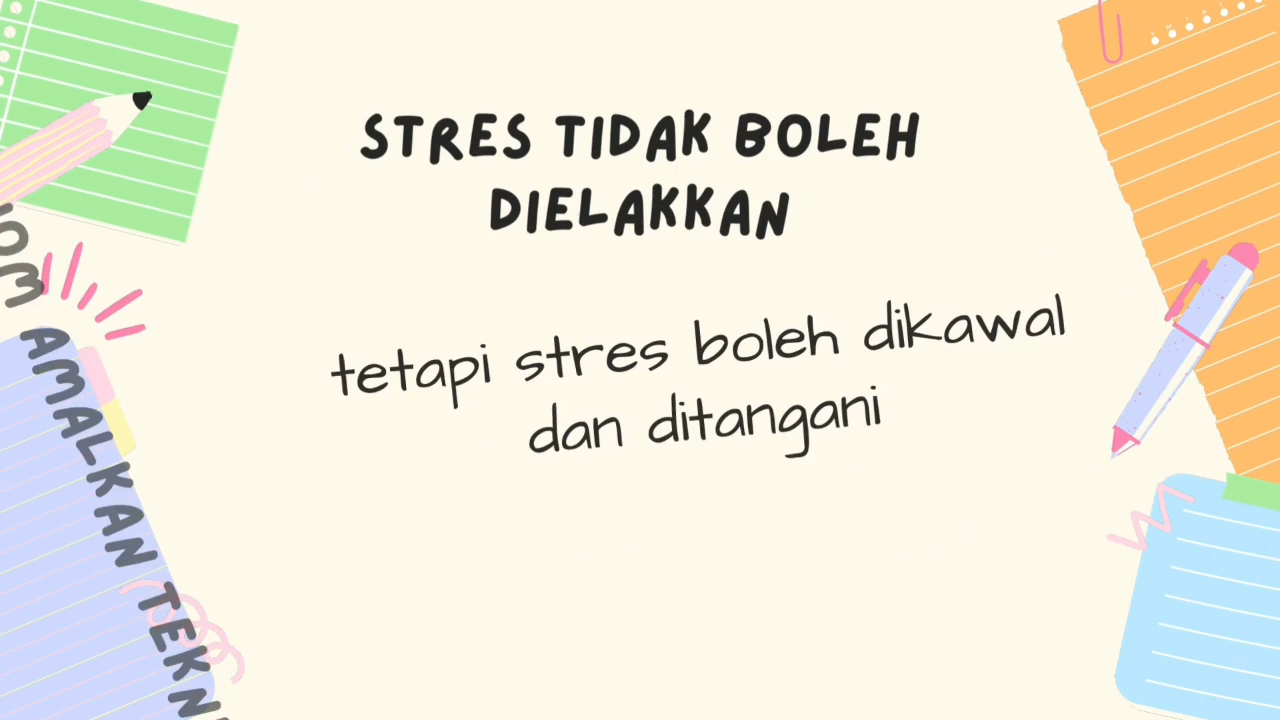 STRES TIDAK BOLEH
DIELAKKAN
tetapi stres boleh dikawal
dan ditangani
AMALKAN